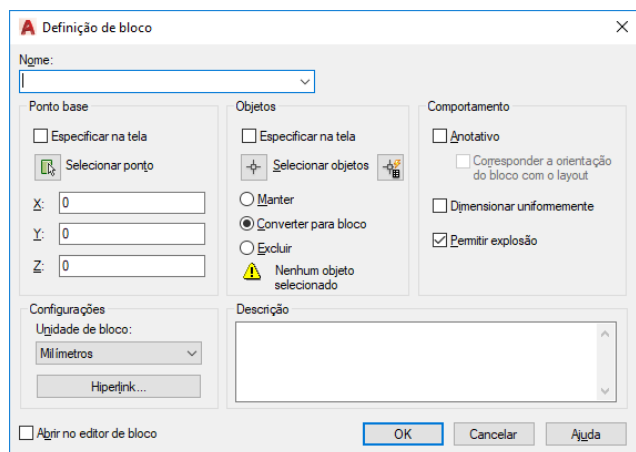 Definição de bloco
Nome:
Ponto base
Especificar na tela
Selecionar ponto
X: 0
Y: 0
Z: 0
Objetos
Especificar na tela
Selecionar objetos
Manter
Converter para bloco
Excluir
Nenhum objeto
selecionado
Comportamento
Anotativo
Corresponder a orientação
do bloco com o layout
Dimensionar uniformemente
Permitir explosão
Configurações
Unidade de bloco:
Milímetros
Hiperlink...
Descrição
Abrir no editor de bloco
OK
Cancelar
Ajuda